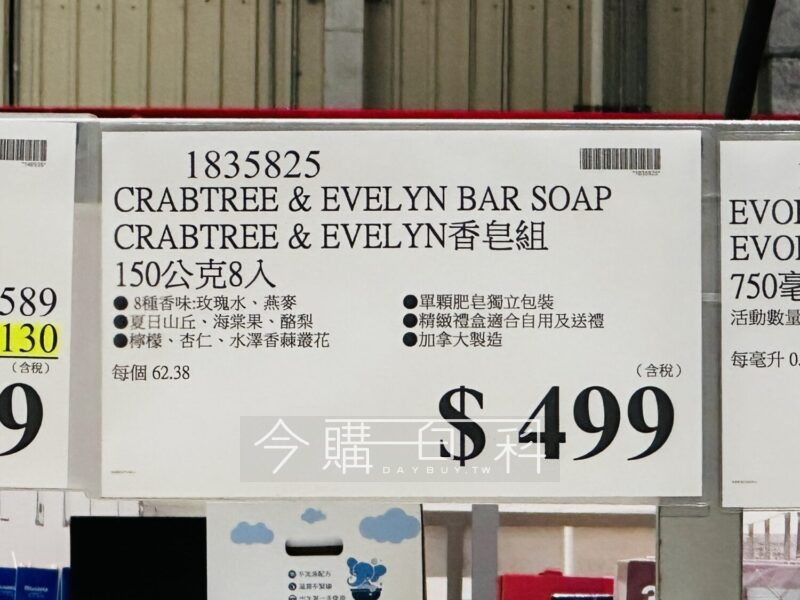 1835825
CRABTREE & EVELYN BAR SOAP
CRABTREE & EVELYN香皂組
150公克8入
● 8種香味:玫瑰水、燕麥
●夏日山丘、海棠果、酪梨
●檸檬、杏仁、水澤香蕀叢花
●單顆肥皂獨立包裝
●精緻禮盒適合自用及送禮
●加拿大製造
每個 62.38
(含稅)
$ 499
今購百科
DAYBUY.TW
589
130
(含稅)
9
EVO
EVO
750毫
活動數量
每毫升 0.